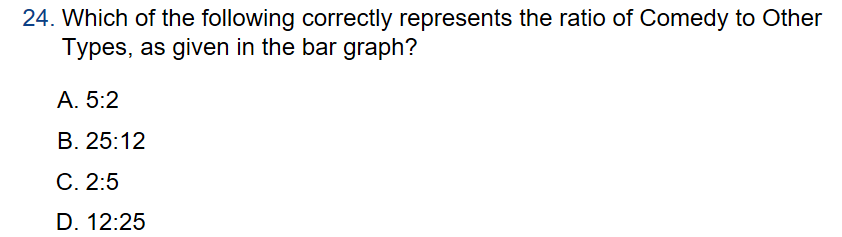 24. Which of the following correctly represents the ratio of Comedy to Other
Types, as given in the bar graph?
A. 5:2
B. 25:12
C. 2:5
D. 12:25